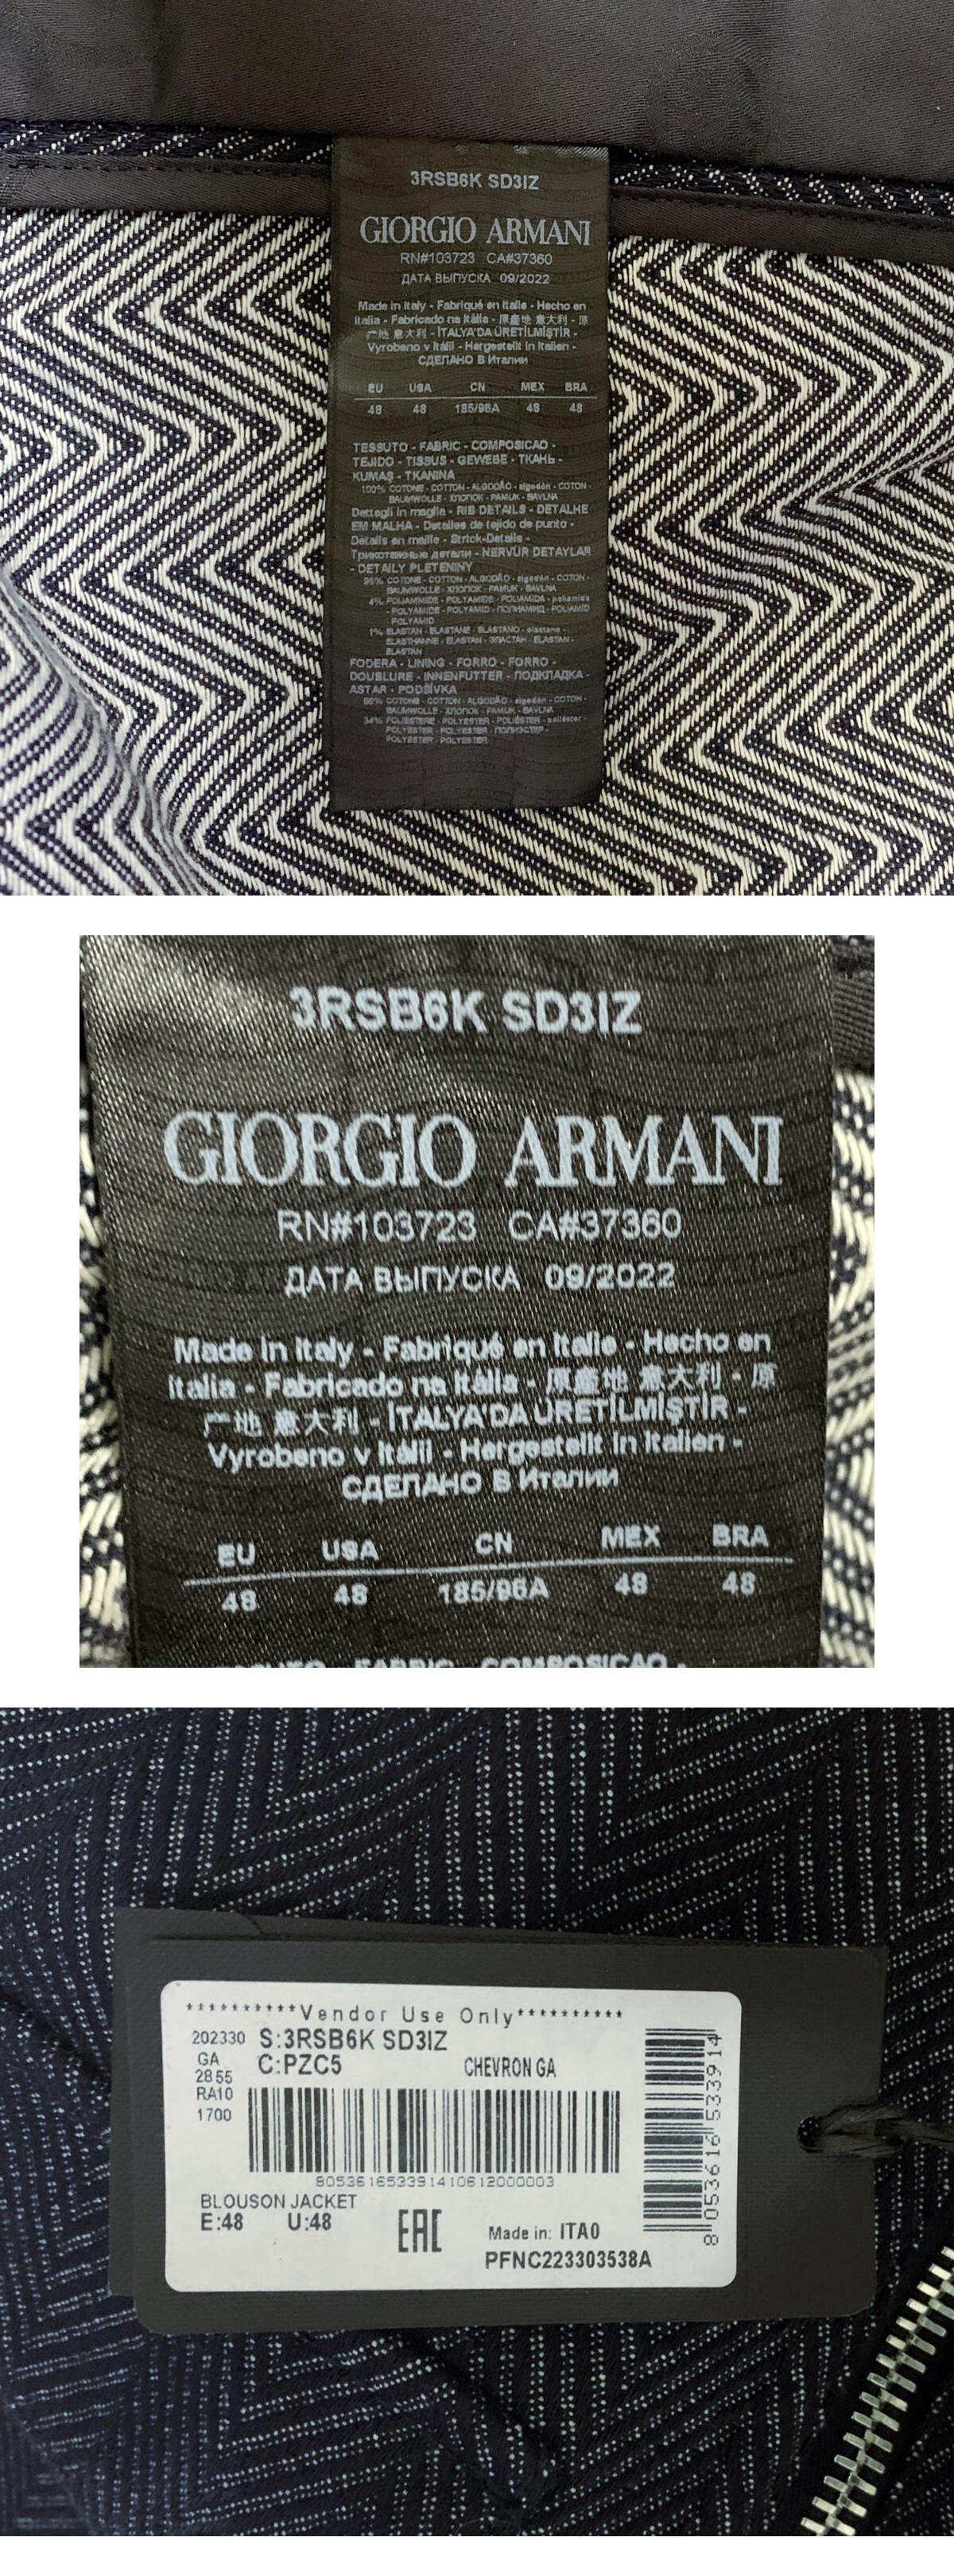 3RSB6K SD3IZ
GIORGIO ARMANI
RN#103723 CA#37360
ДАТА ВЫПУСКА 09/2022
Made in Italy - Fabriqué en Italie - Hecho en
Italia - Fabricado na Itália - 原產地 意大利 - 原
产地 意大利 - İTALYA'DA ÜRETİLMİŞTİR -
Vyrobeno v Itálii - Hergestellt in Italien -
СДЕЛАНО В Италии
EU USA CN MEX BRA
48 48 185/96A 48 48
TESSUTO - FABRIC - COMPOSICAO -
TEJIDO - TISSUS - GEWEBE - ТКАНЬ -
KUMAŞ - TKANINA
100% COTONE - COTTON - ALGODÃO - algodón - COTON -
BAUMWOLLE - ХЛОПОК - PAMUK - BAVLNA
Dettagli in maglia - RIB DETAILS - DETALHE
EM MALHA - Detalles de tejido de punto -
Détails en maille - Strick-Details -
Трикотажные детали - NERVÜR DETAYLAR
- DETAILY PLETENINY
95% COTONE - COTTON - ALGODÃO - algodón - COTON -
BAUMWOLLE - ХЛОПОК - PAMUK - BAVLNA
4% POLIAMMIDE - POLYAMIDE - POLIAMIDA - poliamida
- POLYAMIDE - POLYAMID - ПОЛИАМИД - POLIAMID
- POLYAMID
1% ELASTAN - ELASTANE - ELASTANO - elastano -
ELASTHANNE - ELASTAN - ЭЛАСТАН - ELASTAN -
ELASTAN
FODERA - LINING - FORRO - FORRO -
DOUBLURE - INNENFUTTER - ПОДКЛАДКА -
ASTAR - PODŠÍVKA
66% COTONE - COTTON - ALGODÃO - algodón - COTON -
BAUMWOLLE - ХЛОПОК - PAMUK - BAVLNA
34% POLIESTERE - POLYESTER - POLIÉSTER - poliéster -
POLYESTER - POLYESTER - ПОЛИЭСТЕР -
POLYESTER - POLYESTER
3RSB6K SD3IZ
GIORGIO ARMANI
RN#103723 CA#37360
ДАТА ВЫПУСКА 09/2022
Made in Italy - Fabriqué en Italie - Hecho en
Italia - Fabricado na Itália - 原產地 意大利 - 原
产地 意大利 - İTALYA'DA ÜRETİLMİŞTİR -
Vyrobeno v Itálii - Hergestellt in Italien -
СДЕЛАНО В Италии
EU USA CN MEX BRA
48 48 185/96A 48 48
**********Vendor Use Only**********
202330 S:3RSB6K SD3IZ
GA C:PZC5 CHEVRON GA
2855
RA10
1700
805361653391410612000003
8 053616 533914
BLOUSON JACKET
E:48 U:48
EAC
Made in: ITA0
PFNC223303538A